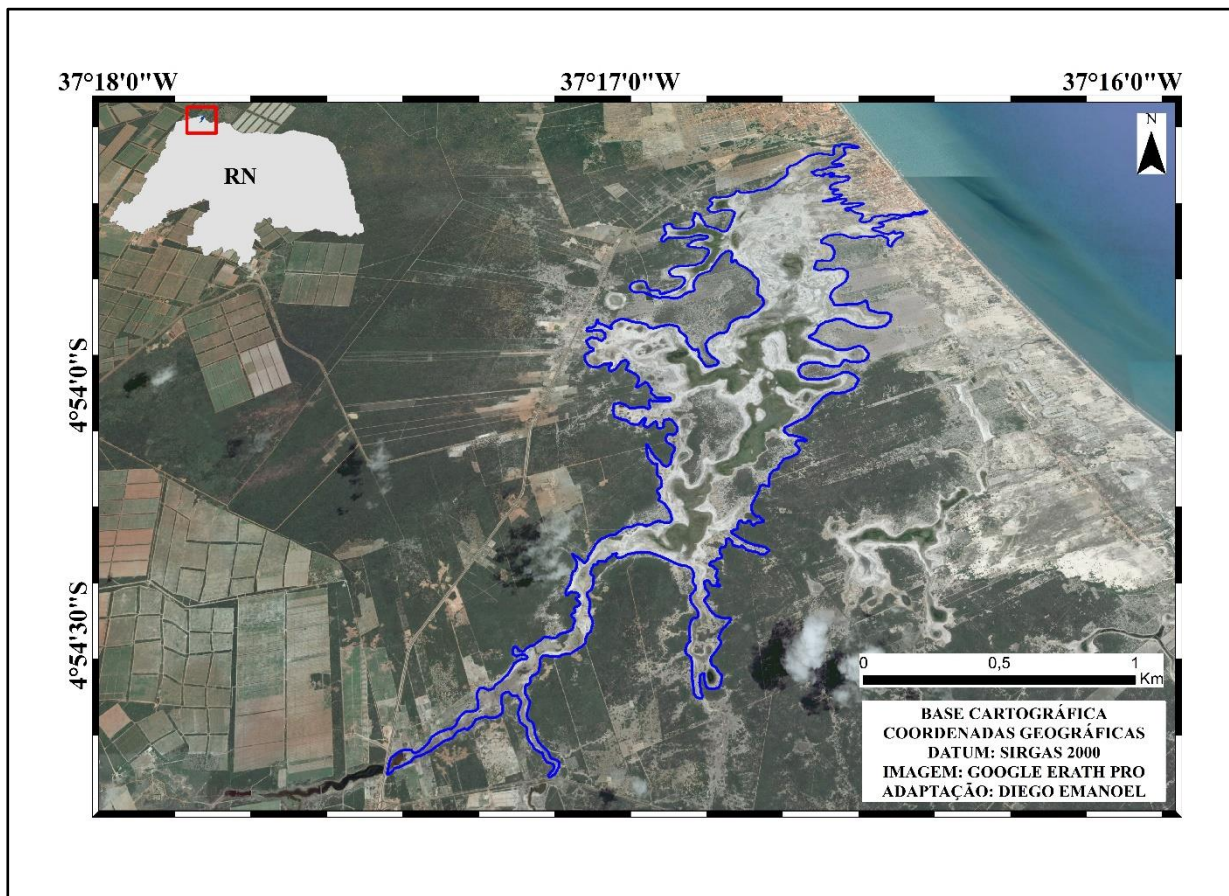 37°18'0"W
37°17'0"W
37°16'0"W
N
RN
4°54'0"S
4°54'30"S
0
0,5
1
Km
BASE CARTOGRÁFICA
COORDENADAS GEOGRÁFICAS
DATUM: SIRGAS 2000
IMAGEM: GOOGLE ERATH PRO
ADAPTAÇÃO: DIEGO EMANOEL